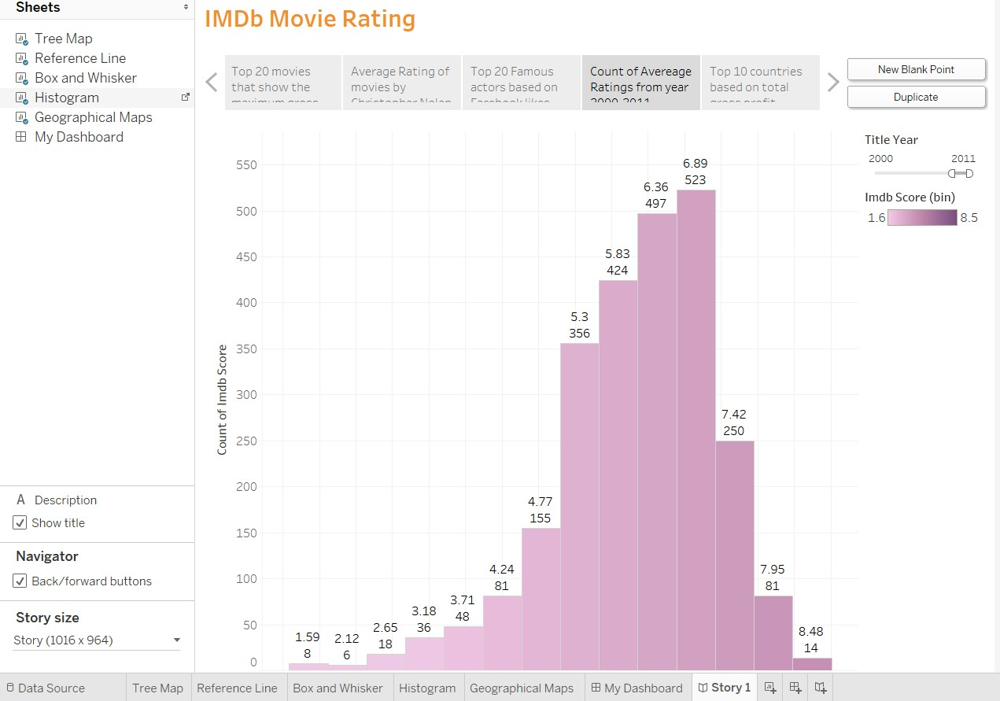 Sheets
Tree Map
Reference Line
Box and Whisker
Histogram
Geographical Maps
My Dashboard
A Description
Show title
Navigator
Back/forward buttons
Story size
Story (1016 x 964)
IMDb Movie Rating
Top 20 movies
that show the
maximum gross
Average Rating of
movies by
Christopher Nolan
Top 20 Famous
actors based on
Facebook likes
Count of Avereage
Ratings from year
2000-2011
Top 10 countries
based on total
gross profit
New Blank Point
Duplicate
Title Year
2000 2011
Imdb Score (bin)
1.6 8.5
Count of Imdb Score
550
500
450
400
350
300
250
200
150
100
50
0
1.59
8
2.12
6
2.65
18
3.18
36
3.71
48
4.24
81
4.77
155
5.3
356
5.83
424
6.36
497
6.89
523
7.42
250
7.95
81
8.48
14
Data Source Tree Map Reference Line Box and Whisker Histogram Geographical Maps My Dashboard Story 1